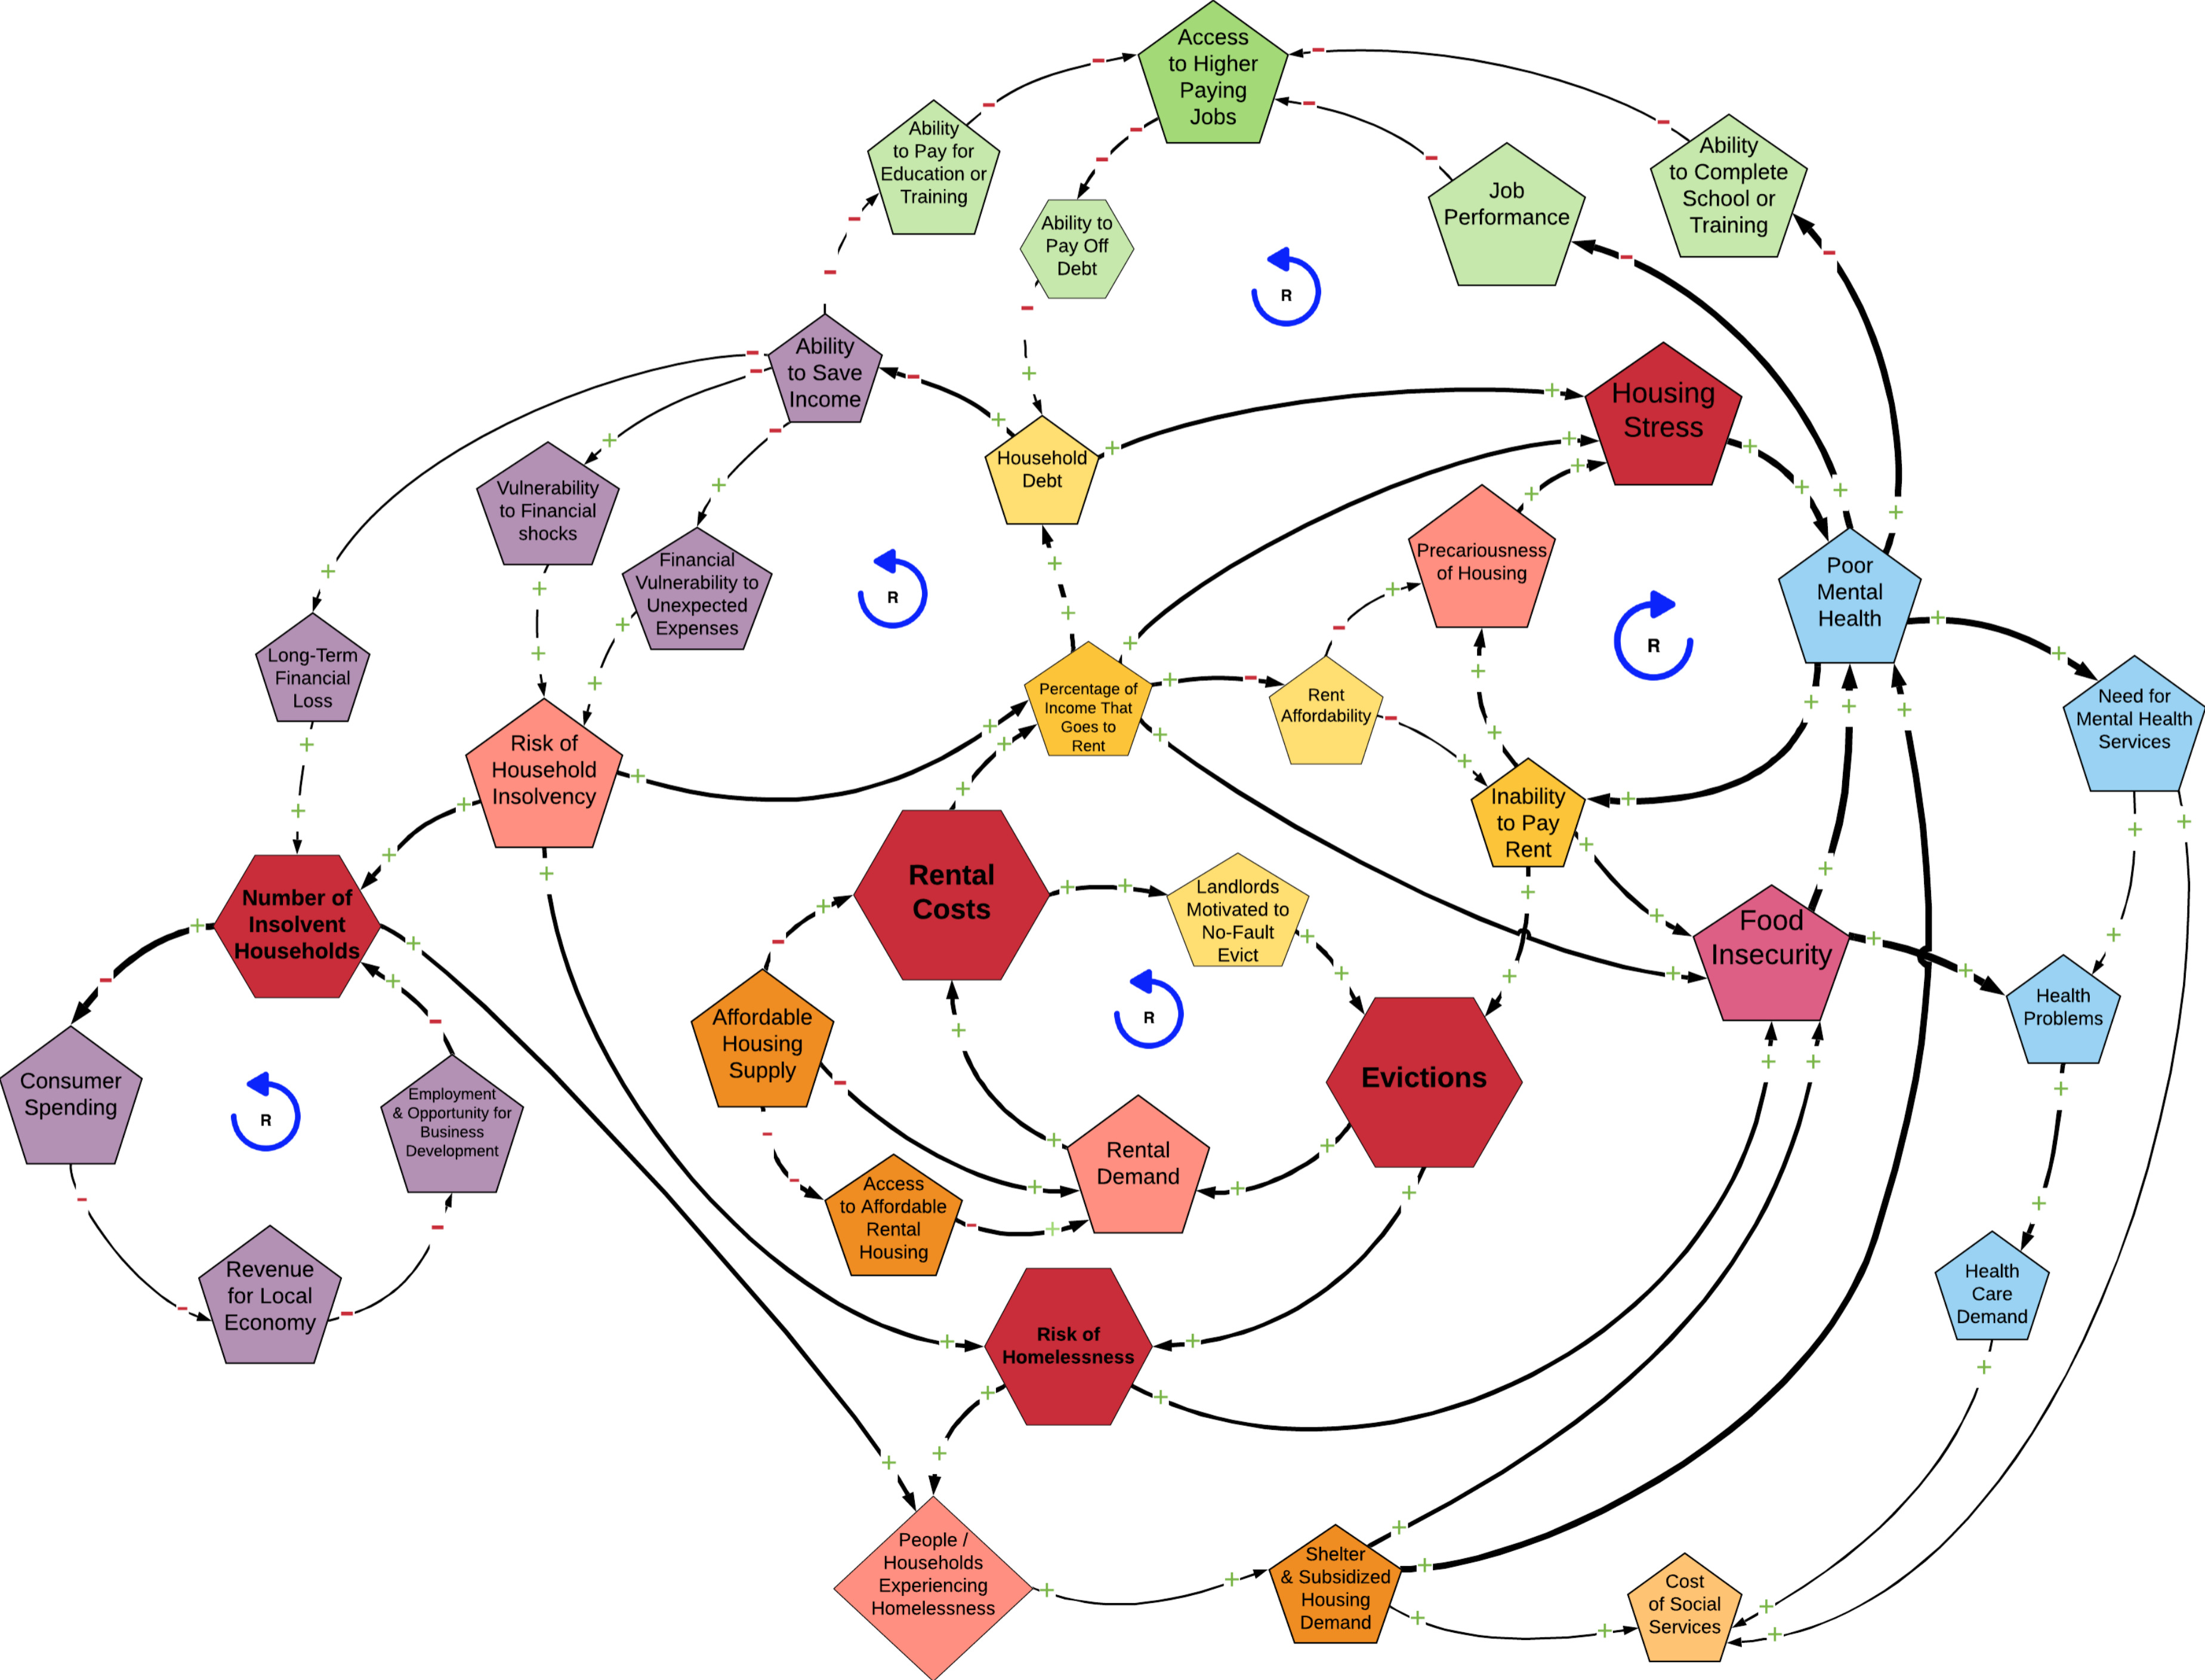 Access
to Higher
Paying
Jobs
Ability
to Pay for
Education or
Training
Ability
to Complete
School or
Training
Job
Performance
Ability to
Pay Off
Debt
R
Ability
to Save
Income
Housing
Stress
Household
Debt
Vulnerability
to Financial
shocks
Financial
Vulnerability to
Unexpected
Expenses
R
Precariousness
of Housing
Poor
Mental
Health
R
Long-Term
Financial
Loss
Percentage of
Income That
Goes to
Rent
Rent
Affordability
Need for
Mental Health
Services
Risk of
Household
Insolvency
Inability
to Pay
Rent
Number of
Insolvent
Households
Rental
Costs
Landlords
Motivated to
No-Fault
Evict
Food
Insecurity
Health
Problems
Affordable
Housing
Supply
R
Evictions
Consumer
Spending
R
Employment
& Opportunity for
Business
Development
Rental
Demand
Access
to Affordable
Rental
Housing
Revenue
for Local
Economy
Health
Care
Demand
Risk of
Homelessness
People /
Households
Experiencing
Homelessness
Shelter
& Subsidized
Housing
Demand
Cost
of Social
Services